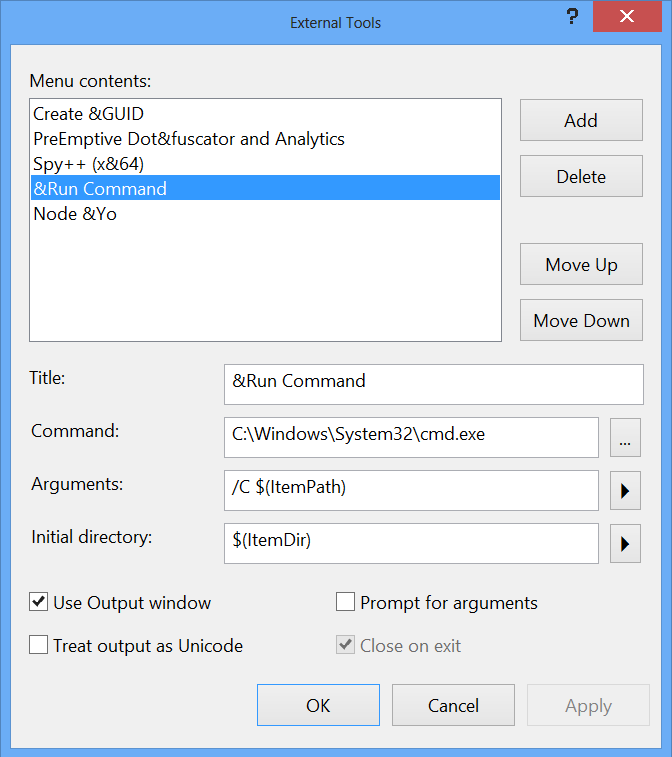 External Tools
?
Menu contents:
Create &GUID
PreEmptive Dot&fuscator and Analytics
Spy++ (x&64)
&Run Command
Node &Yo
Add
Delete
Move Up
Move Down
Title:
&Run Command
Command:
C:\Windows\System32\cmd.exe
...
Arguments:
/C $(ItemPath)
Initial directory:
$(ItemDir)
Use Output window
Prompt for arguments
Treat output as Unicode
Close on exit
OK
Cancel
Apply